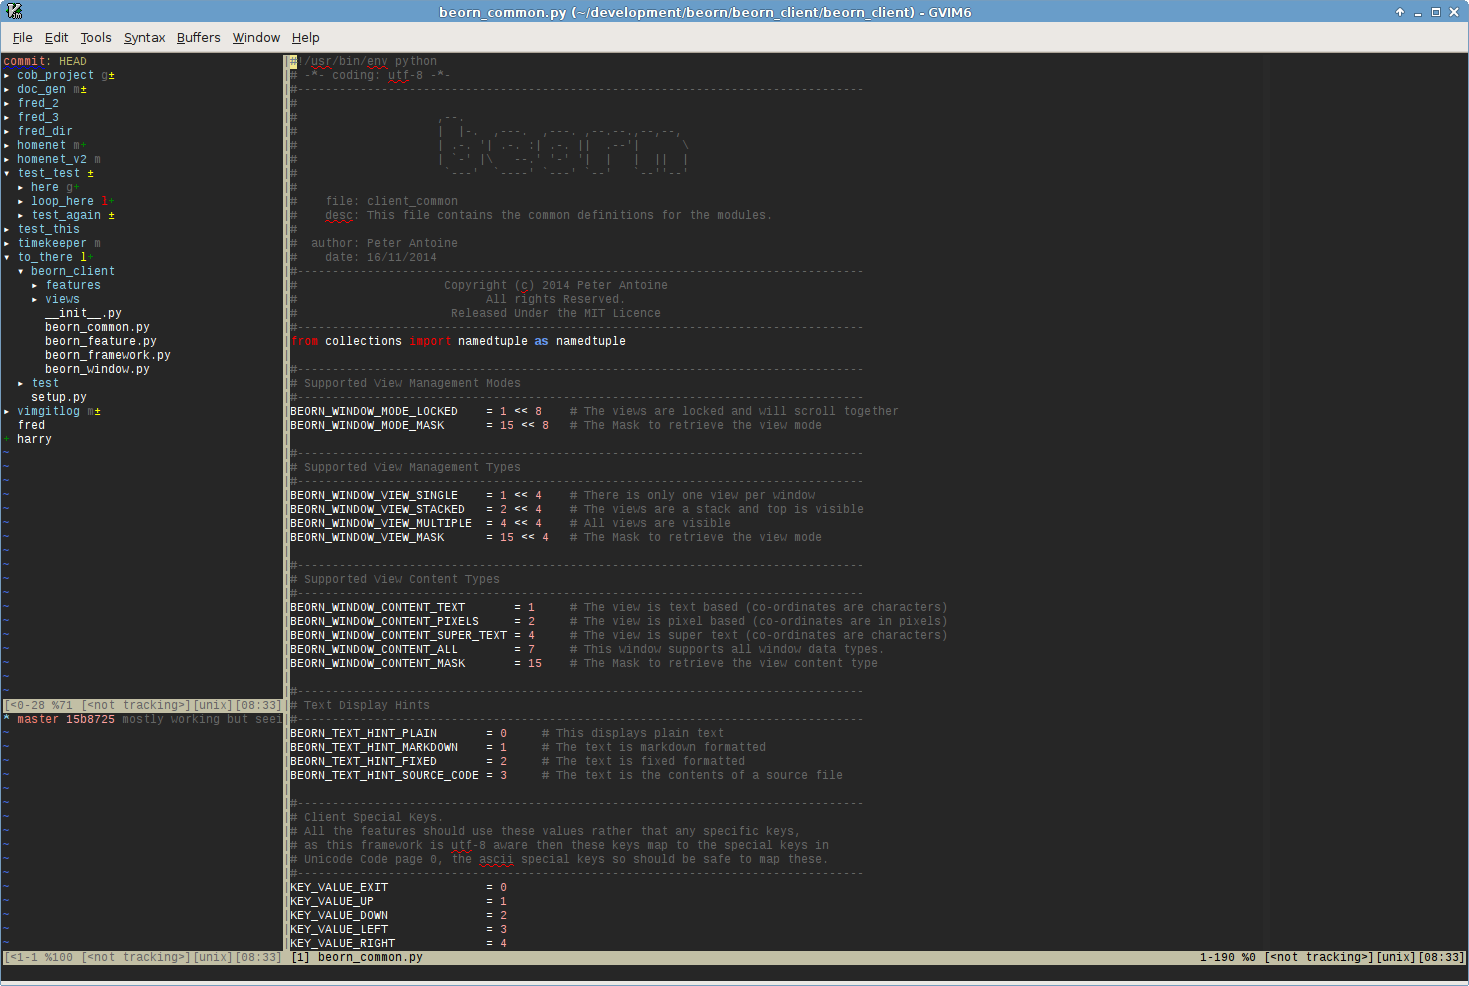 beorn_common.py (~/development/beorn/beorn_client/beorn_client) - GVIM6
File Edit Tools Syntax Buffers Window Help
commit: HEAD
▸ cob_project g±
▸ doc_gen m±
▸ fred_2
▸ fred_3
▸ fred_dir
▸ homenet m+
▸ homenet_v2 m
▾ test_test ±
▸ here g+
▸ loop_here l+
▸ test_again ±
▸ test_this
▸ timekeeper m
▾ to_there l+
▾ beorn_client
▸ features
▸ views
__init__.py
beorn_common.py
beorn_feature.py
beorn_framework.py
beorn_window.py
▸ test
setup.py
▸ vimgitlog m±
fred
+ harry
[<0-28 %71 [<not tracking>][unix][08:33]
* master 15b8725 mostly working but seei
[<1-1 %100 [<not tracking>][unix][08:33]
#!/usr/bin/env python
# -*- coding: utf-8 -*-
#---------------------------------------------------------------------------------
#
#                    ,--.
#                    |  |-.  ,---.  ,---. ,--.--.,--,--,
#                    | .-. '| .-. :| .-. ||  .--'|      \
#                    | `-' |\   --.' '-' '|  |   |  ||  |
#                     `---'  `----' `---' `--'   `--''--'
#
#    file: client_common
#    desc: This file contains the common definitions for the modules.
#
#  author: Peter Antoine
#    date: 16/11/2014
#---------------------------------------------------------------------------------
#                     Copyright (c) 2014 Peter Antoine
#                           All rights Reserved.
#                      Released Under the MIT Licence
#---------------------------------------------------------------------------------
from collections import namedtuple as namedtuple
#---------------------------------------------------------------------------------
# Supported View Management Modes
#---------------------------------------------------------------------------------
BEORN_WINDOW_MODE_LOCKED    = 1 << 8    # The views are locked and will scroll together
BEORN_WINDOW_MODE_MASK      = 15 << 8   # The Mask to retrieve the view mode
#---------------------------------------------------------------------------------
# Supported View Management Types
#---------------------------------------------------------------------------------
BEORN_WINDOW_VIEW_SINGLE    = 1 << 4    # There is only one view per window
BEORN_WINDOW_VIEW_STACKED   = 2 << 4    # The views are a stack and top is visible
BEORN_WINDOW_VIEW_MULTIPLE  = 4 << 4    # All views are visible
BEORN_WINDOW_VIEW_MASK      = 15 << 4   # The Mask to retrieve the view mode
#---------------------------------------------------------------------------------
# Supported View Content Types
#---------------------------------------------------------------------------------
BEORN_WINDOW_CONTENT_TEXT       = 1     # The view is text based (co-ordinates are characters)
BEORN_WINDOW_CONTENT_PIXELS     = 2     # The view is pixel based (co-ordinates are in pixels)
BEORN_WINDOW_CONTENT_SUPER_TEXT = 4     # The view is super text (co-ordinates are characters)
BEORN_WINDOW_CONTENT_ALL        = 7     # This window supports all window data types.
BEORN_WINDOW_CONTENT_MASK       = 15    # The Mask to retrieve the view content type
#---------------------------------------------------------------------------------
# Text Display Hints
#---------------------------------------------------------------------------------
BEORN_TEXT_HINT_PLAIN       = 0     # This displays plain text
BEORN_TEXT_HINT_MARKDOWN    = 1     # The text is markdown formatted
BEORN_TEXT_HINT_FIXED       = 2     # The text is fixed formatted
BEORN_TEXT_HINT_SOURCE_CODE = 3     # The text is the contents of a source file
#---------------------------------------------------------------------------------
# Client Special Keys.
# All the features should use these values rather that any specific keys,
# as this framework is utf-8 aware then these keys map to the special keys in
# Unicode Code page 0, the ascii special keys so should be safe to map these.
#---------------------------------------------------------------------------------
KEY_VALUE_EXIT              = 0
KEY_VALUE_UP                = 1
KEY_VALUE_DOWN              = 2
KEY_VALUE_LEFT              = 3
KEY_VALUE_RIGHT             = 4
[1] beorn_common.py 1-190 %0 [<not tracking>][unix][08:33]